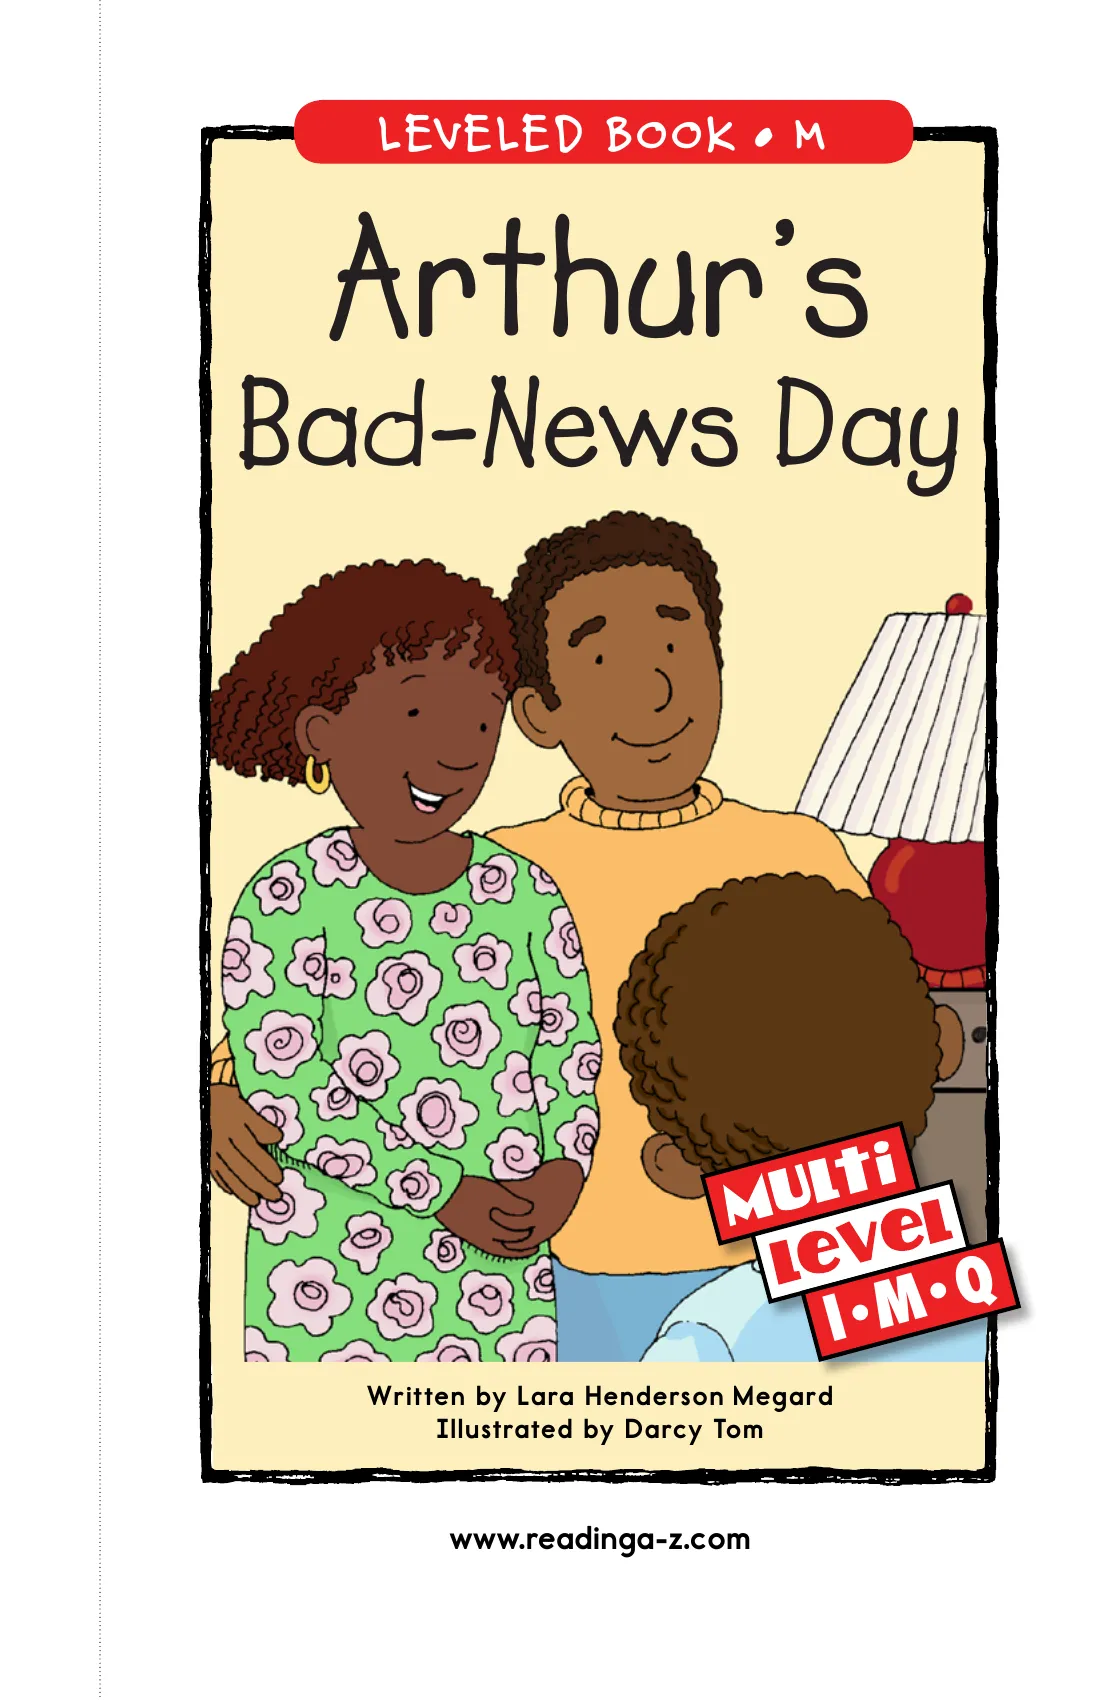 LEVELED BOOK • M
Arthur's
Bad-News Day
MULTI
LEVEL
I•M•Q
Written by Lara Henderson Megard
Illustrated by Darcy Tom
www.readinga-z.com